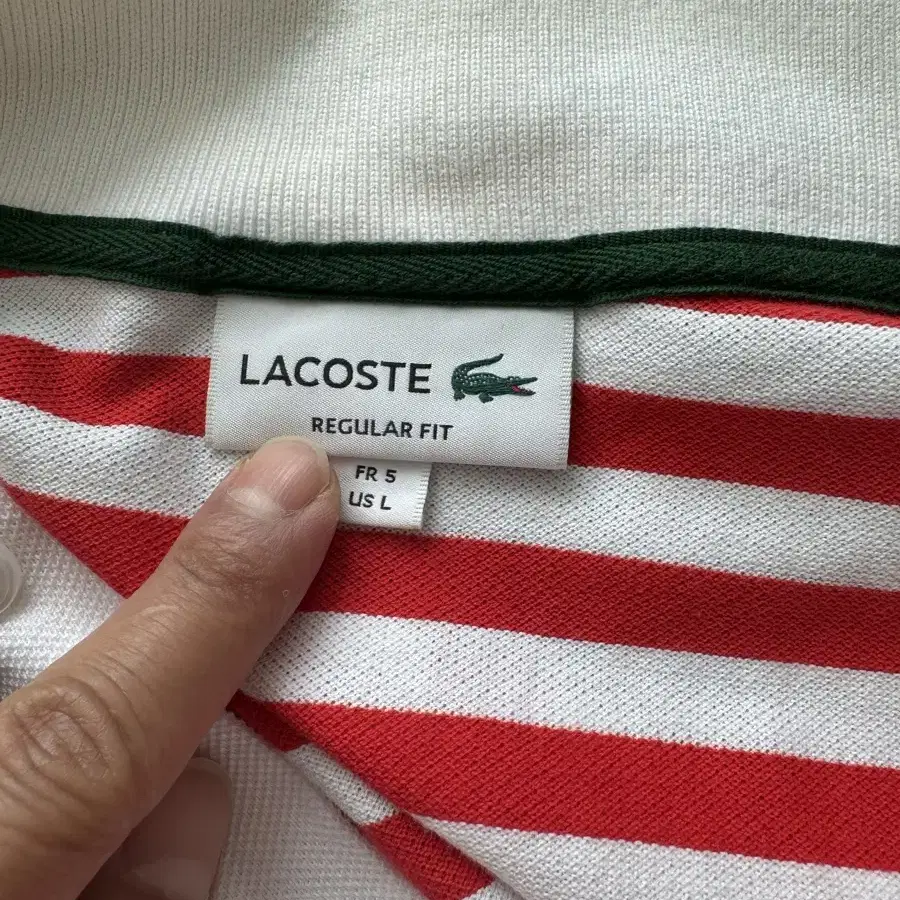 LACOSTE
REGULAR FIT
FR 5
US L